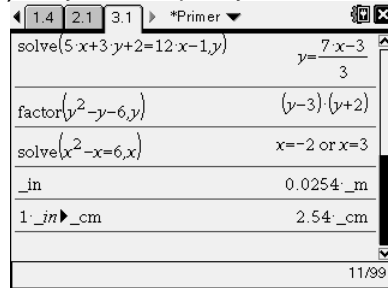 1.4 2.1 3.1 *Primer
solve(5·x+3·y+2=12·x−1,y) y=(7·x−3)/3
factor(y²−y−6,y) (y−3)·(y+2)
solve(x²−x=6,x) x=−2 or x=3
_in 0.0254·_m
1·_in▶_cm 2.54·_cm
11/99